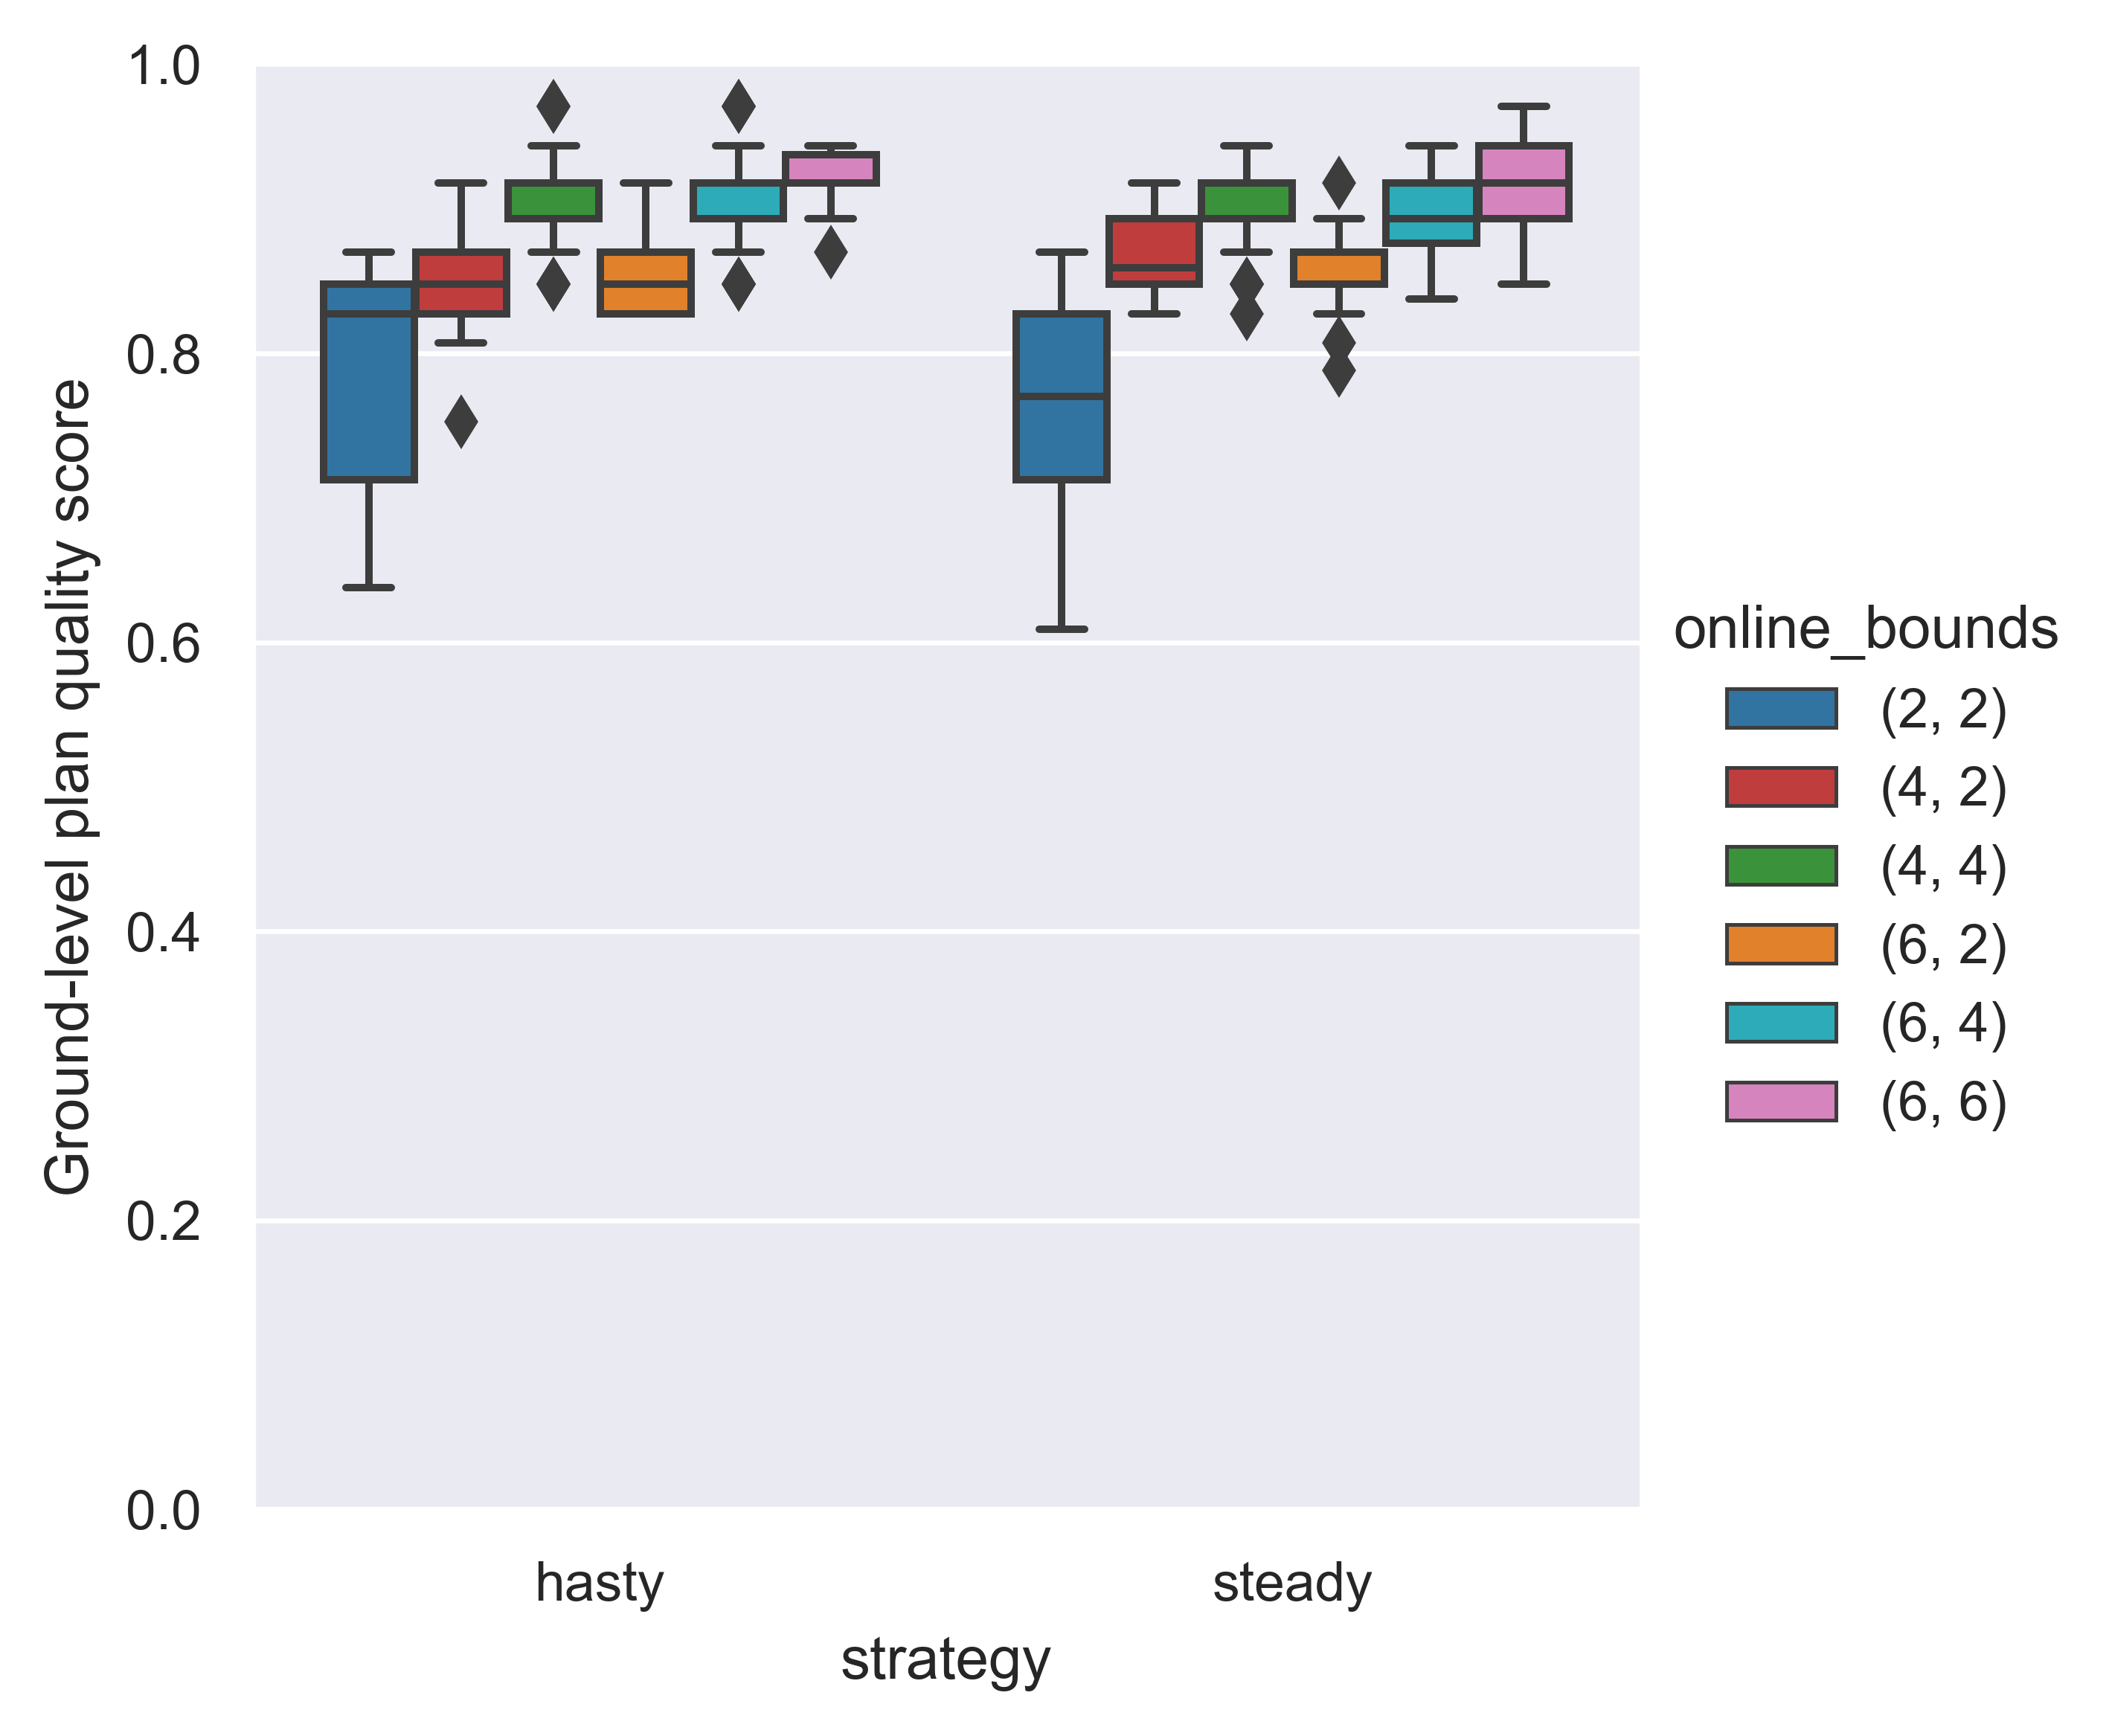 1.0
0.8
0.6
0.4
0.2
0.0
Ground-level plan quality score
hasty
steady
strategy
online_bounds
(2, 2)
(4, 2)
(4, 4)
(6, 2)
(6, 4)
(6, 6)